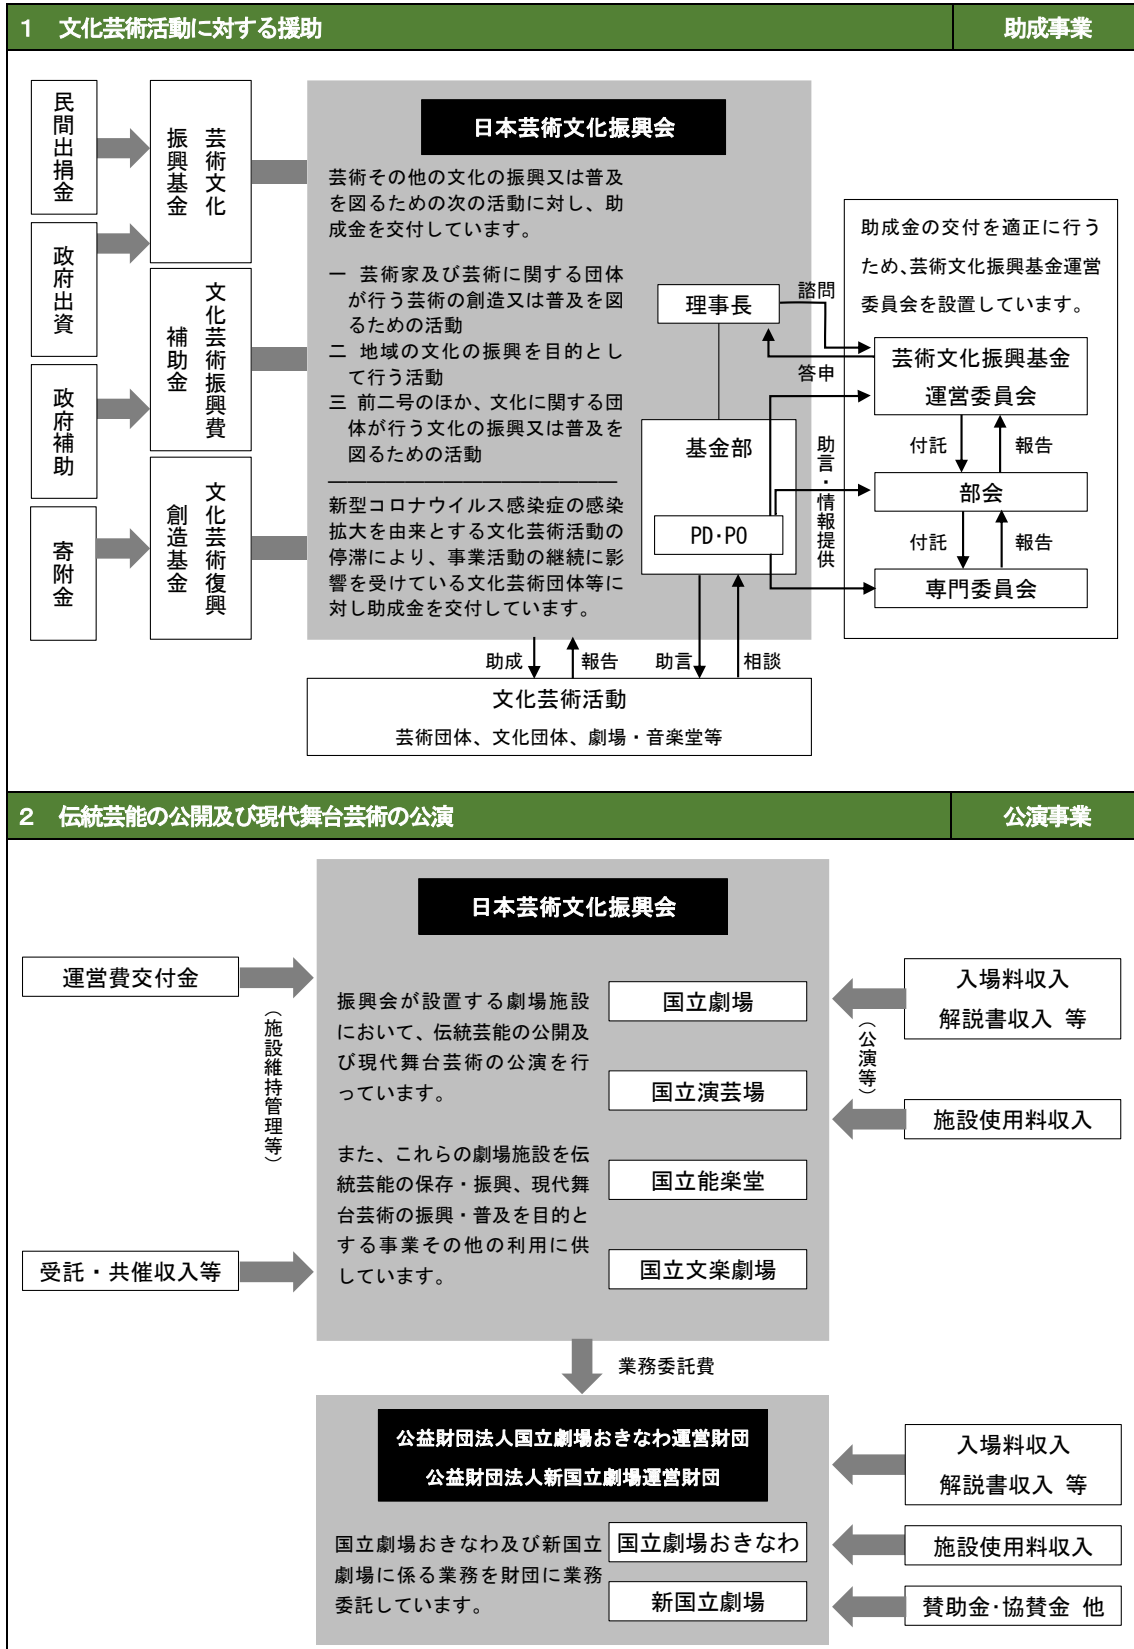 1 文化芸術活動に対する援助
助成事業
民間出捐金
政府出資
政府補助
寄附金
芸術文化
振興基金
文化芸術振興費
補助金
文化芸術復興
創造基金
日本芸術文化振興会
芸術その他の文化の振興又は普及
を図るための次の活動に対し、助
成金を交付しています。
一 芸術家及び芸術に関する団体
が行う芸術の創造又は普及を図
るための活動
二 地域の文化の振興を目的とし
て行う活動
三 前二号のほか、文化に関する団
体が行う文化の振興又は普及を
図るための活動
新型コロナウイルス感染症の感染
拡大を由来とする文化芸術活動の
停滞により、事業活動の継続に影
響を受けている文化芸術団体等に
対し助成金を交付しています。
理事長
基金部
PD・PO
諮問
答申
助言・情報提供
助成金の交付を適正に行う
ため、芸術文化振興基金運営
委員会を設置しています。
芸術文化振興基金
運営委員会
付託
報告
部会
付託
報告
専門委員会
助成
報告
助言
相談
文化芸術活動
芸術団体、文化団体、劇場・音楽堂等
2 伝統芸能の公開及び現代舞台芸術の公演
公演事業
日本芸術文化振興会
運営費交付金
（施設維持管理等）
受託・共催収入等
振興会が設置する劇場施設
において、伝統芸能の公開及
び現代舞台芸術の公演を行
っています。
また、これらの劇場施設を伝
統芸能の保存・振興、現代舞
台芸術の振興・普及を目的と
する事業その他の利用に供
しています。
国立劇場
国立演芸場
国立能楽堂
国立文楽劇場
（公演等）
入場料収入
解説書収入 等
施設使用料収入
業務委託費
公益財団法人国立劇場おきなわ運営財団
公益財団法人新国立劇場運営財団
国立劇場おきなわ及び新国立
劇場に係る業務を財団に業務
委託しています。
国立劇場おきなわ
新国立劇場
入場料収入
解説書収入 等
施設使用料収入
賛助金・協賛金 他